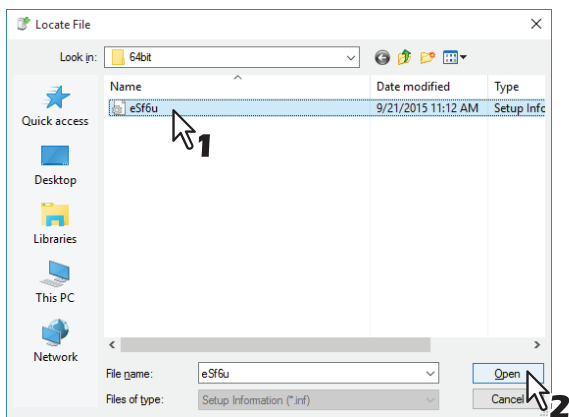 Locate File
Look in: 64bit
Name Date modified Type
eSf6u 9/21/2015 11:12 AM Setup Info
1
Quick access
Desktop
Libraries
This PC
Network
File name: eSf6u Open
Files of type: Setup Information (*.inf) Cancel
2